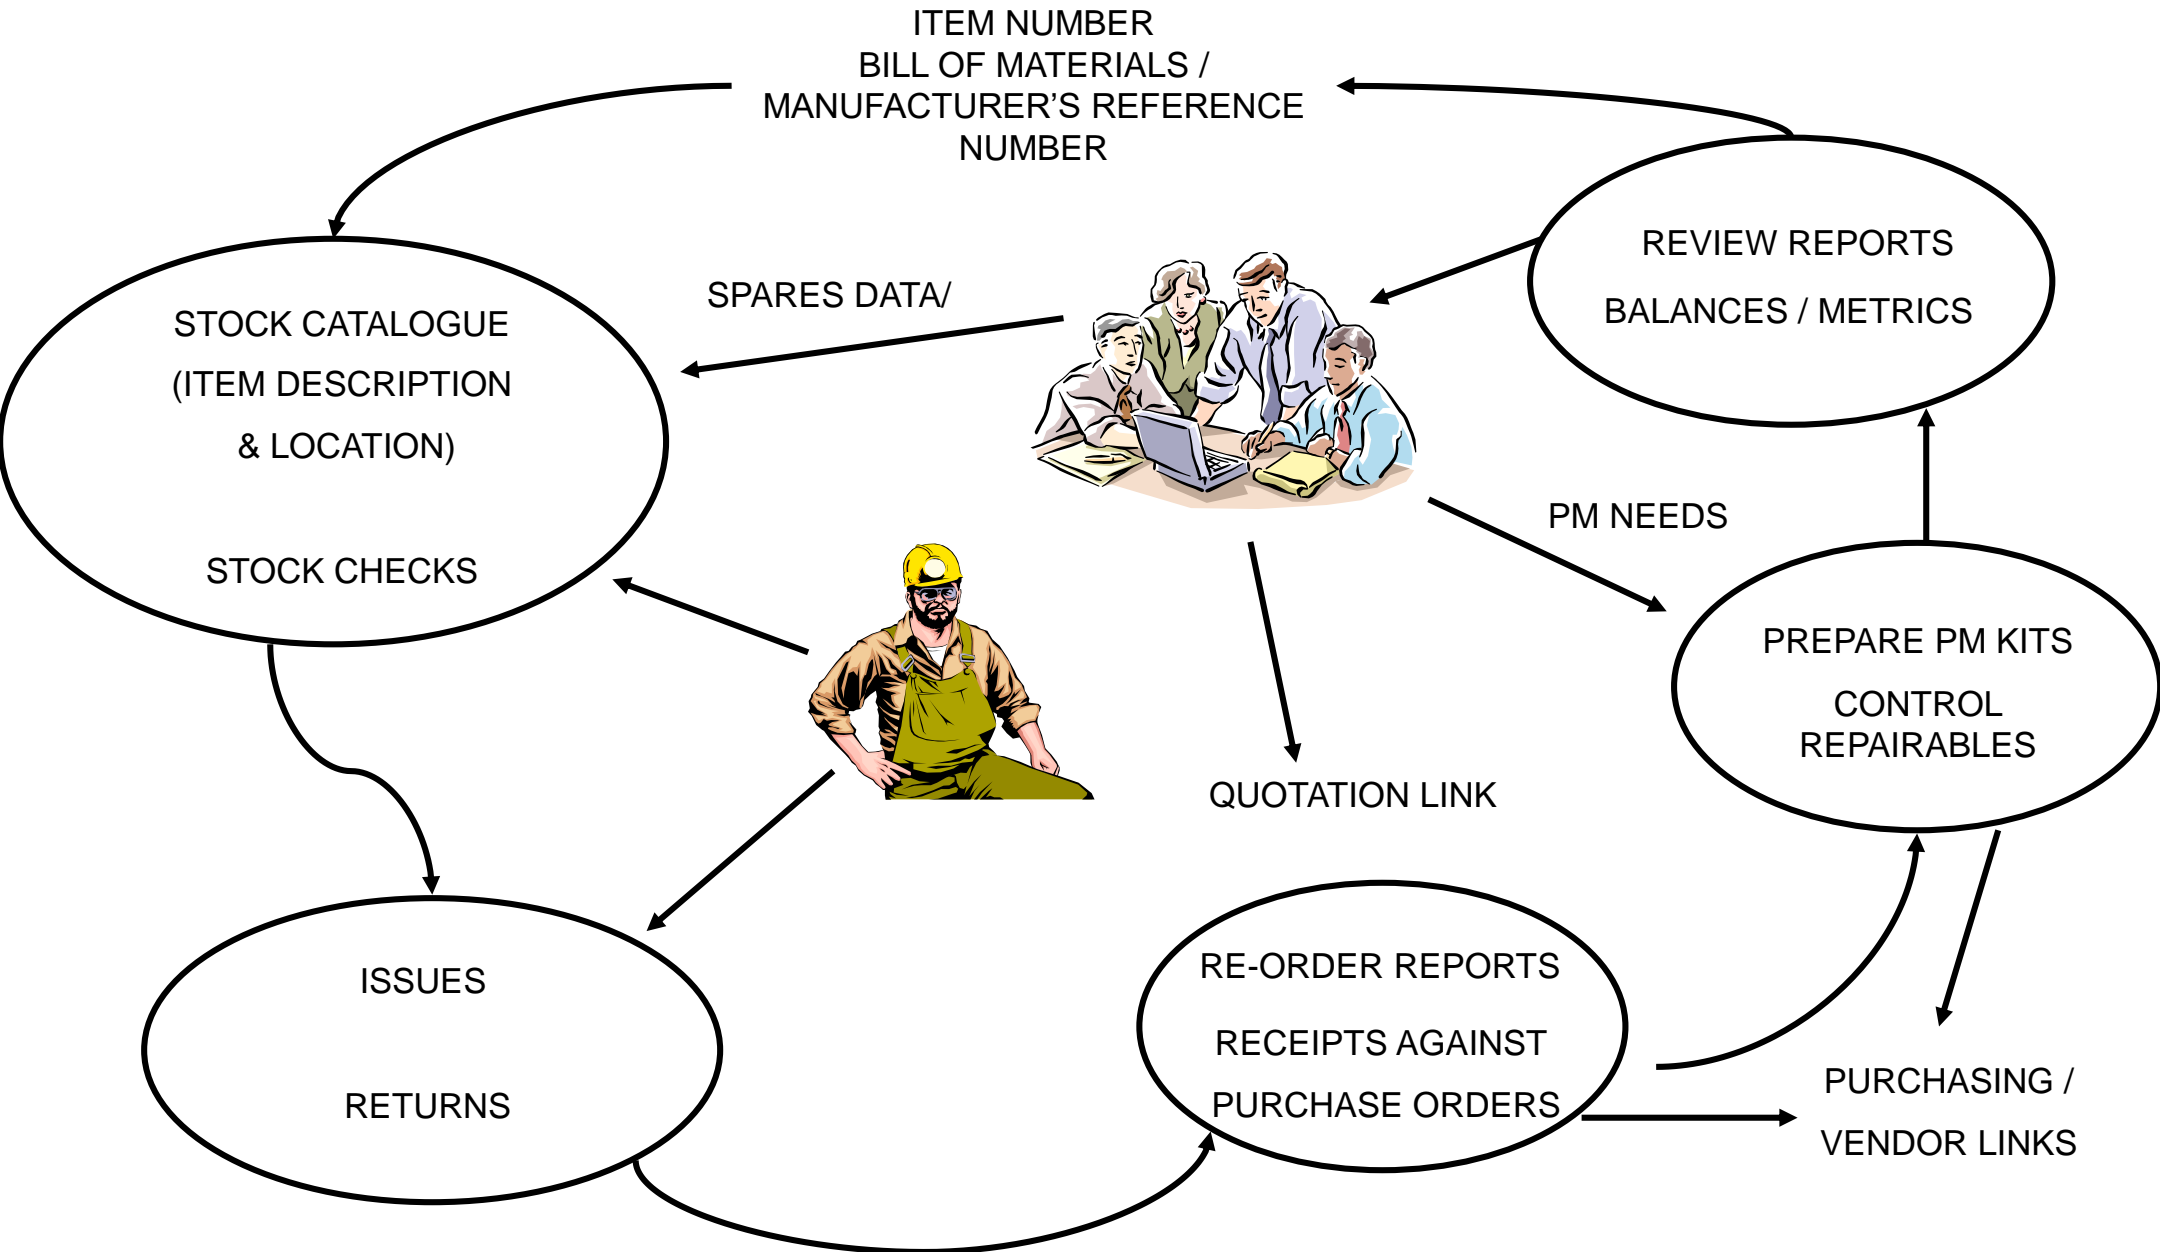 ITEM NUMBER
BILL OF MATERIALS /
MANUFACTURER’S REFERENCE
NUMBER
REVIEW REPORTS
BALANCES / METRICS
SPARES DATA/
STOCK CATALOGUE
(ITEM DESCRIPTION
& LOCATION)
STOCK CHECKS
PM NEEDS
PREPARE PM KITS
CONTROL
REPAIRABLES
QUOTATION LINK
ISSUES
RETURNS
RE-ORDER REPORTS
RECEIPTS AGAINST
PURCHASE ORDERS
PURCHASING /
VENDOR LINKS